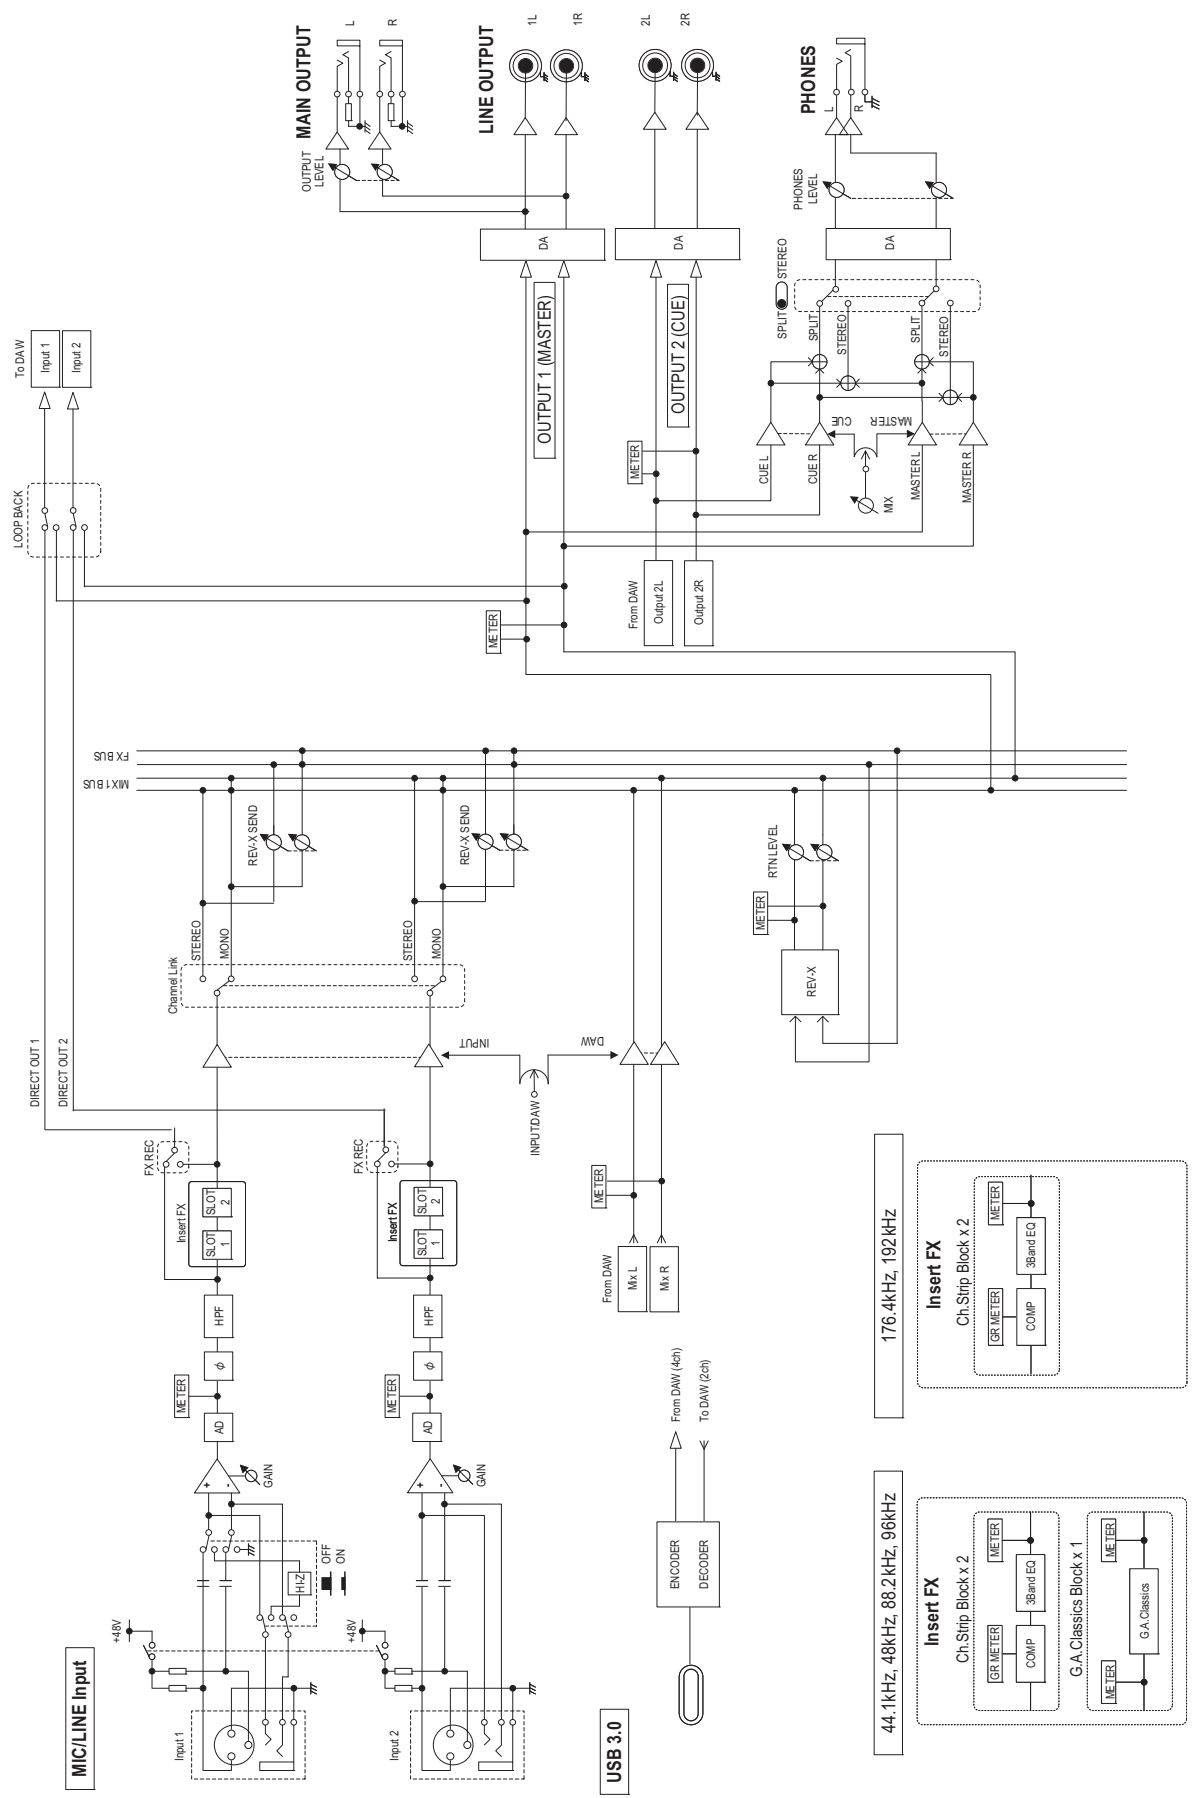 MIC/LINE Input
Input 1
+48V
HI-Z
OFF
ON
GAIN
AD
METER
ϕ
HPF
Insert FX
SLOT
1
SLOT
2
FX REC
DIRECT OUT 1
DIRECT OUT 2
Input 2
+48V
GAIN
AD
METER
ϕ
HPF
Insert FX
SLOT
1
SLOT
2
FX REC
Channel Link
STEREO
MONO
STEREO
MONO
REV-X SEND
REV-X SEND
MIX1 BUS
FX BUS
LOOP BACK
To DAW
Input 1
Input 2
INPUT/DAW
INPUT
DAW
From DAW
Mix L
Mix R
METER
REV-X
METER
RTN LEVEL
METER
OUTPUT 1 (MASTER)
DA
OUTPUT
LEVEL
MAIN OUTPUT
L
R
LINE OUTPUT
1L
1R
2L
2R
From DAW
Output 2L
Output 2R
METER
OUTPUT 2 (CUE)
DA
CUE L
CUE R
MASTER L
MASTER R
MIX
CUE
MASTER
SPLIT
STEREO
SPLIT
STEREO
SPLIT
STEREO
DA
PHONES
LEVEL
PHONES
L
R
USB 3.0
ENCODER
DECODER
From DAW (4ch)
To DAW (2ch)
44.1kHz, 48kHz, 88.2kHz, 96kHz
Insert FX
Ch.Strip Block x 2
GR METER
METER
COMP
3Band EQ
G.A.Classics Block x 1
METER
METER
G.A.Classics
176.4kHz, 192kHz
Insert FX
Ch.Strip Block x 2
GR METER
METER
COMP
3Band EQ